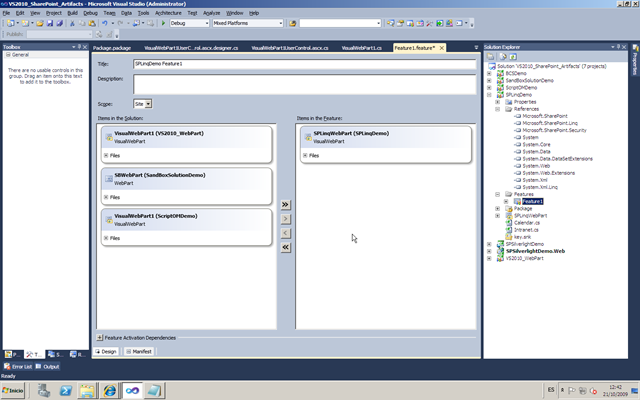 VS2010_SharePoint_Artifacts - Microsoft Visual Studio (Administrator)
File Edit View Project Build Debug Team Data Tools Architecture Test Analyze Window Help
Debug Mixed Platforms
Publish:
Toolbox
General
There are no usable controls in this
group. Drag an item onto this text
to add it to the toolbox.
Package.package VisualWebPart1UserC...rol.ascx.designer.cs VisualWebPart1UserControl.ascx.cs VisualWebPart1.cs Feature1.feature*
Title: SPLinqDemo Feature1
Description:
Scope: Site
Items in the Solution:
VisualWebPart1 (VS2010_WebPart)
VisualWebPart
Files
SBWebPart (SandBoxSolutionDemo)
WebPart
Files
VisualWebPart1 (ScriptOMDemo)
VisualWebPart
Files
Items in the Feature:
SPLinqWebPart (SPLinqDemo)
VisualWebPart
Files
Feature Activation Dependencies
Design Manifest
Solution Explorer
Solution 'VS2010_SharePoint_Artifacts' (7 projects)
BCSDemo
SandBoxSolutionDemo
ScriptOMDemo
SPLinqDemo
Properties
References
Microsoft.SharePoint
Microsoft.SharePoint.Linq
Microsoft.SharePoint.Security
System
System.Core
System.Data
System.Data.DataSetExtensions
System.Web
System.Web.Extensions
System.Xml
System.Xml.Linq
Features
Feature1
Package
SPLinqWebPart
Calendar.cs
Intranet.cs
key.snk
SPSilverlightDemo
SPSilverlightDemo.Web
VS2010_WebPart
Properties
P... T... S... R...
Error List Output
Ready
Inicio
ES
12:42
21/10/2009